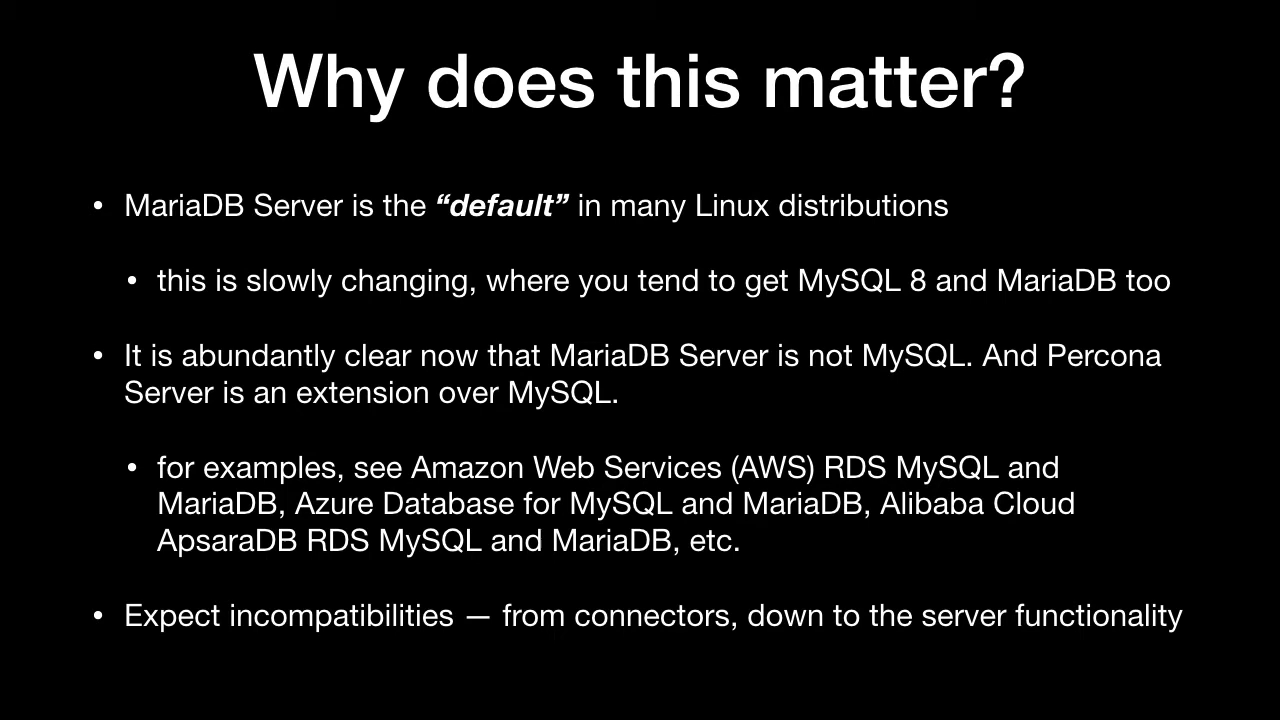 Why does this matter?
• MariaDB Server is the “default” in many Linux distributions
• this is slowly changing, where you tend to get MySQL 8 and MariaDB too
• It is abundantly clear now that MariaDB Server is not MySQL. And Percona
Server is an extension over MySQL.
• for examples, see Amazon Web Services (AWS) RDS MySQL and
MariaDB, Azure Database for MySQL and MariaDB, Alibaba Cloud
ApsaraDB RDS MySQL and MariaDB, etc.
• Expect incompatibilities — from connectors, down to the server functionality